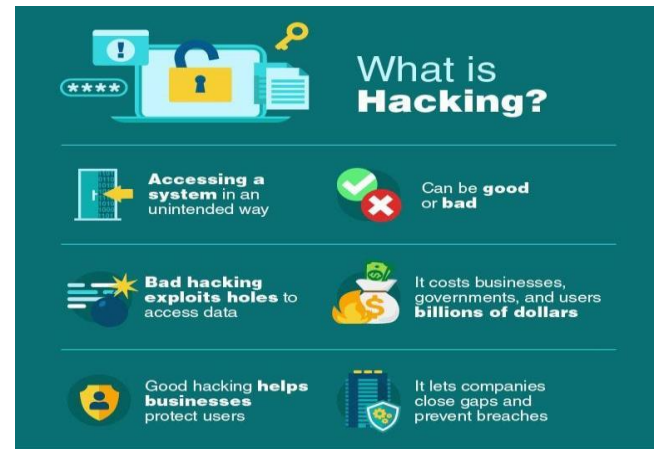 What is
Hacking?
****
Accessing a
system in an
unintended way
Can be good
or bad
Bad hacking
exploits holes to
access data
It costs businesses,
governments, and users
billions of dollars
Good hacking helps
businesses
protect users
It lets companies
close gaps and
prevent breaches